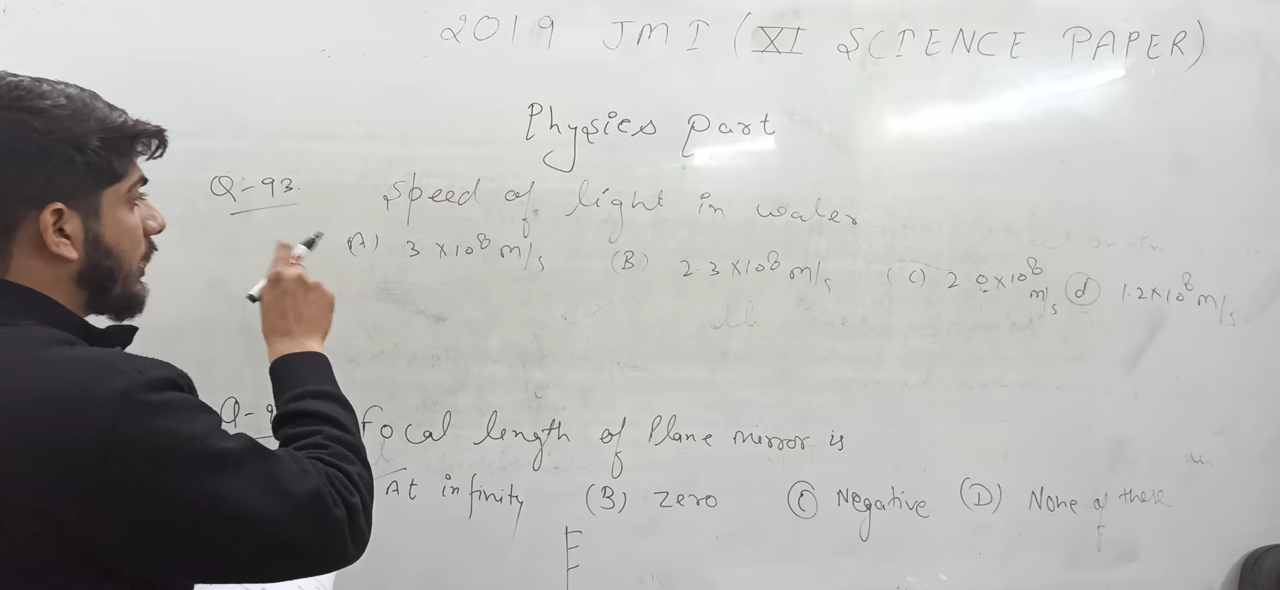 2019 JMI (XI SCIENCE PAPER)
Physics Part
Q-93. Speed of light in water
(A) 3×10⁸ m/s (B) 2.3×10⁸ m/s (C) 2.0×10⁸ m/s (d) 1.2×10⁸ m/s
Q-9 Focal length of Plane mirror is
At infinity (B) Zero (C) Negative (D) None of these